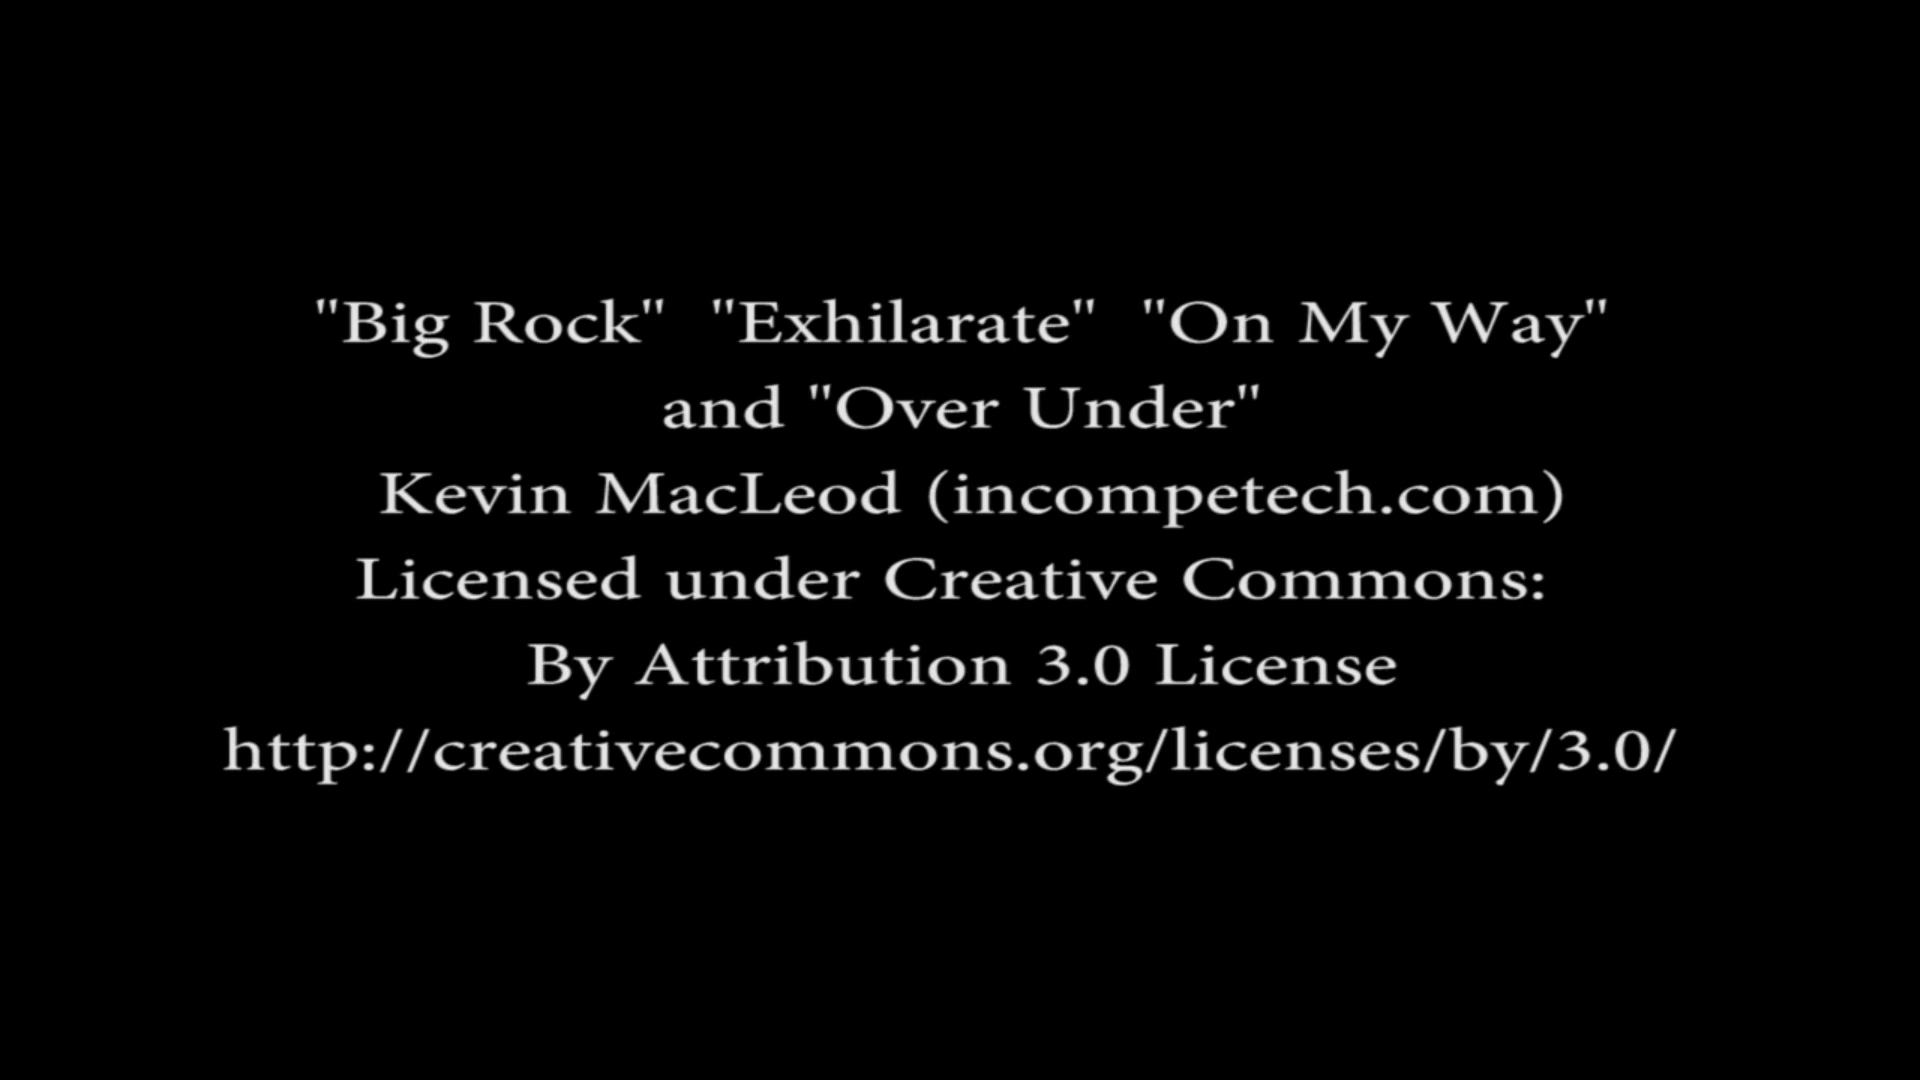 "Big Rock"  "Exhilarate"  "On My Way"
and "Over Under"
Kevin MacLeod (incompetech.com)
Licensed under Creative Commons:
By Attribution 3.0 License
http://creativecommons.org/licenses/by/3.0/